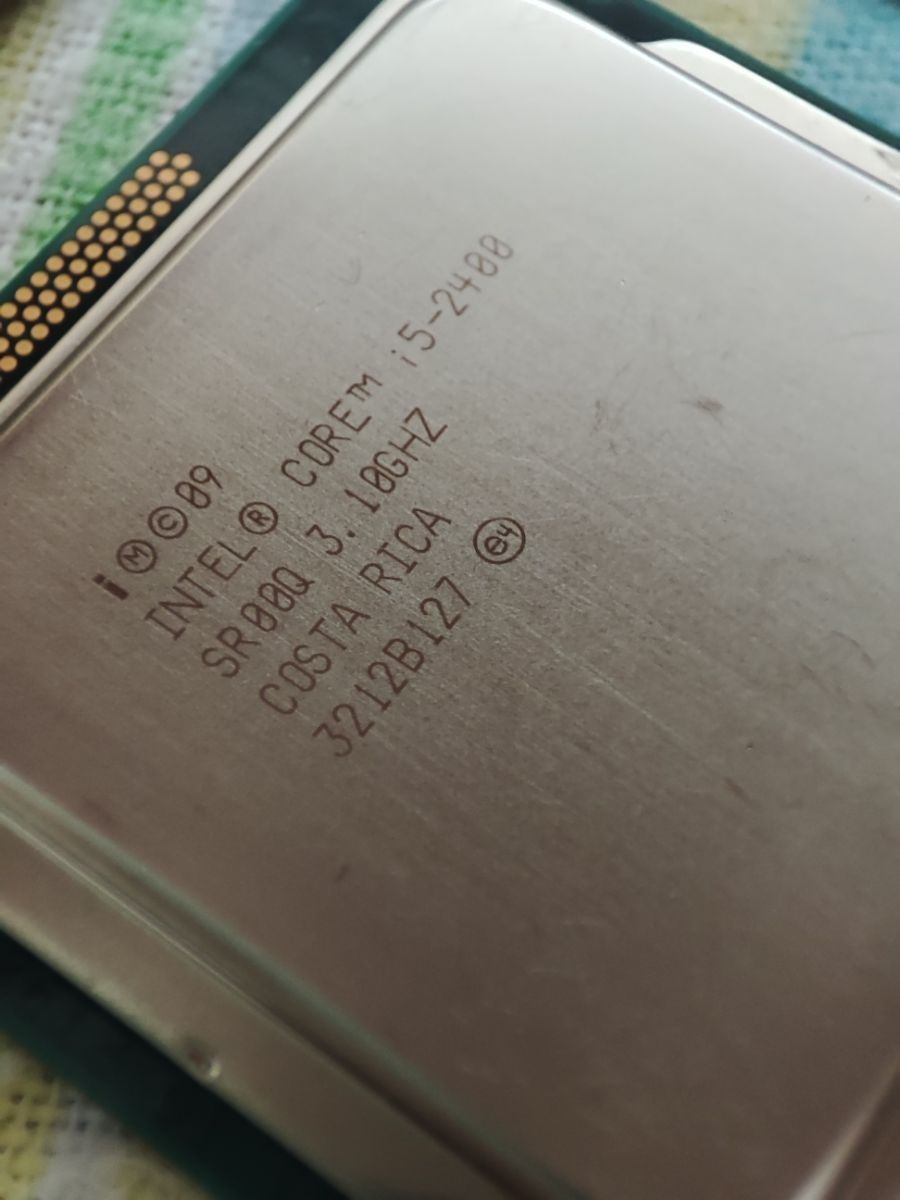 i Ⓜ©09
INTEL® CORE™ i5-2400
SR00Q 3.10GHZ
COSTA RICA
3212B127 (e4)